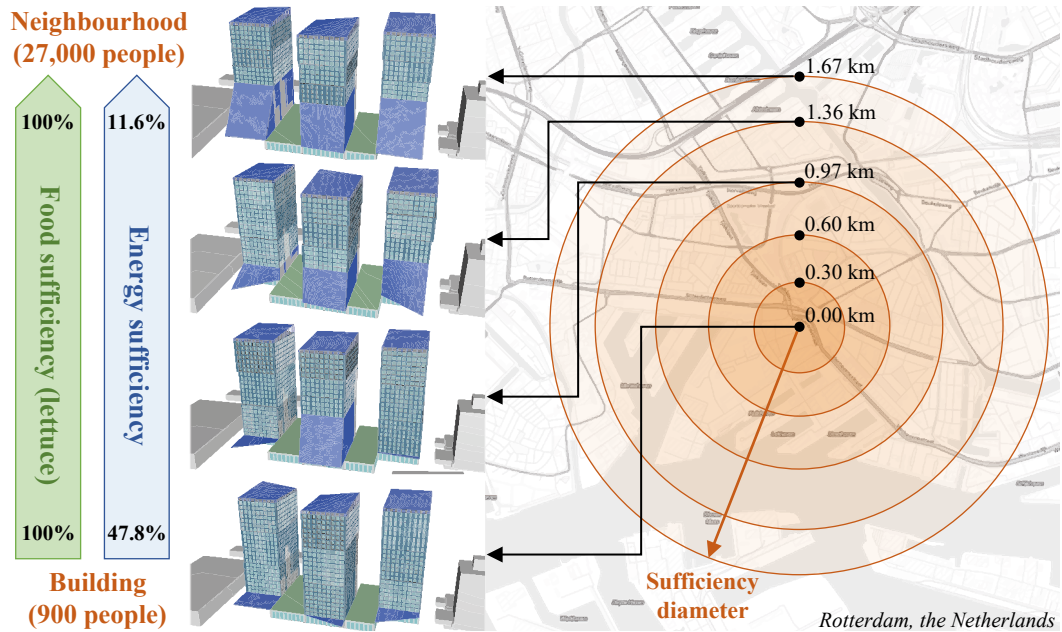 Neighbourhood
(27,000 people)
100%
11.6%
Food sufficiency (lettuce)
Energy sufficiency
100%
47.8%
Building
(900 people)
1.67 km
1.36 km
0.97 km
0.60 km
0.30 km
0.00 km
Sufficiency
diameter
Rotterdam, the Netherlands